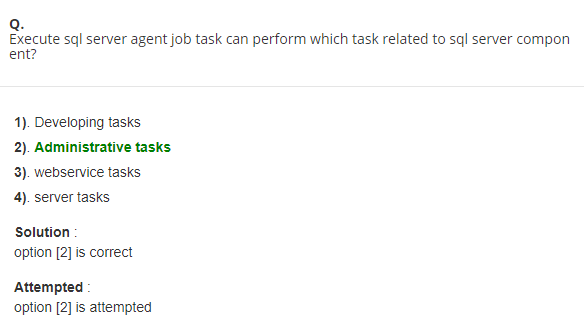 Q.
Execute sql server agent job task can perform which task related to sql server compon
ent?
1). Developing tasks
2). Administrative tasks
3). webservice tasks
4). server tasks
Solution :
option [2] is correct
Attempted :
option [2] is attempted